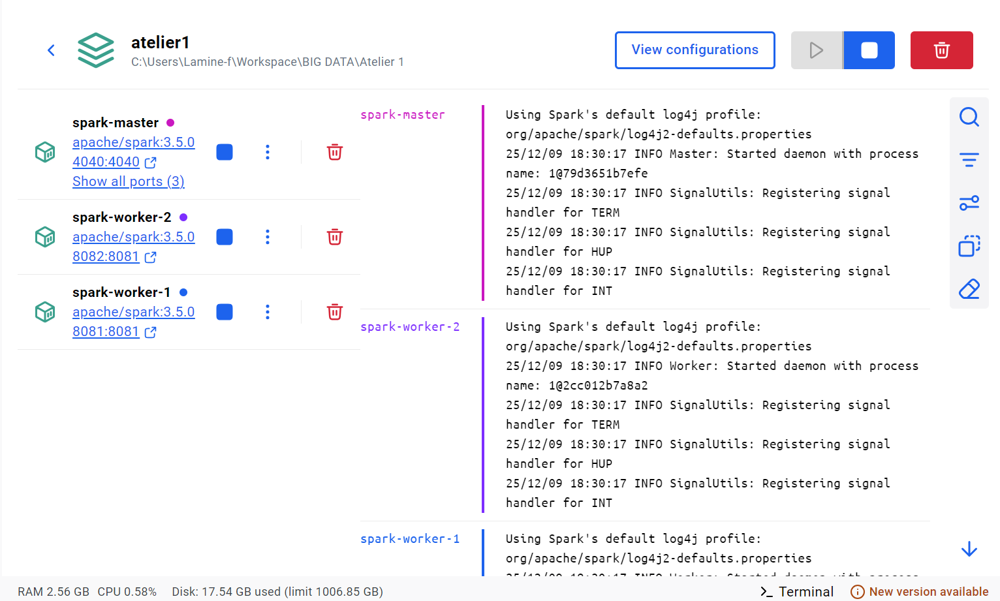 atelier1
C:\Users\Lamine-f\Workspace\BIG DATA\Atelier 1
View configurations
spark-master
apache/spark:3.5.0
4040:4040
Show all ports (3)
spark-worker-2
apache/spark:3.5.0
8082:8081
spark-worker-1
apache/spark:3.5.0
8081:8081
spark-master
Using Spark's default log4j profile:
org/apache/spark/log4j2-defaults.properties
25/12/09 18:30:17 INFO Master: Started daemon with process
name: 1@79d3651b7efe
25/12/09 18:30:17 INFO SignalUtils: Registering signal
handler for TERM
25/12/09 18:30:17 INFO SignalUtils: Registering signal
handler for HUP
25/12/09 18:30:17 INFO SignalUtils: Registering signal
handler for INT
spark-worker-2
Using Spark's default log4j profile:
org/apache/spark/log4j2-defaults.properties
25/12/09 18:30:17 INFO Worker: Started daemon with process
name: 1@2cc012b7a8a2
25/12/09 18:30:17 INFO SignalUtils: Registering signal
handler for TERM
25/12/09 18:30:17 INFO SignalUtils: Registering signal
handler for HUP
25/12/09 18:30:17 INFO SignalUtils: Registering signal
handler for INT
spark-worker-1
Using Spark's default log4j profile:
org/apache/spark/log4j2-defaults.properties
RAM 2.56 GB CPU 0.58% Disk: 17.54 GB used (limit 1006.85 GB)
Terminal
New version available